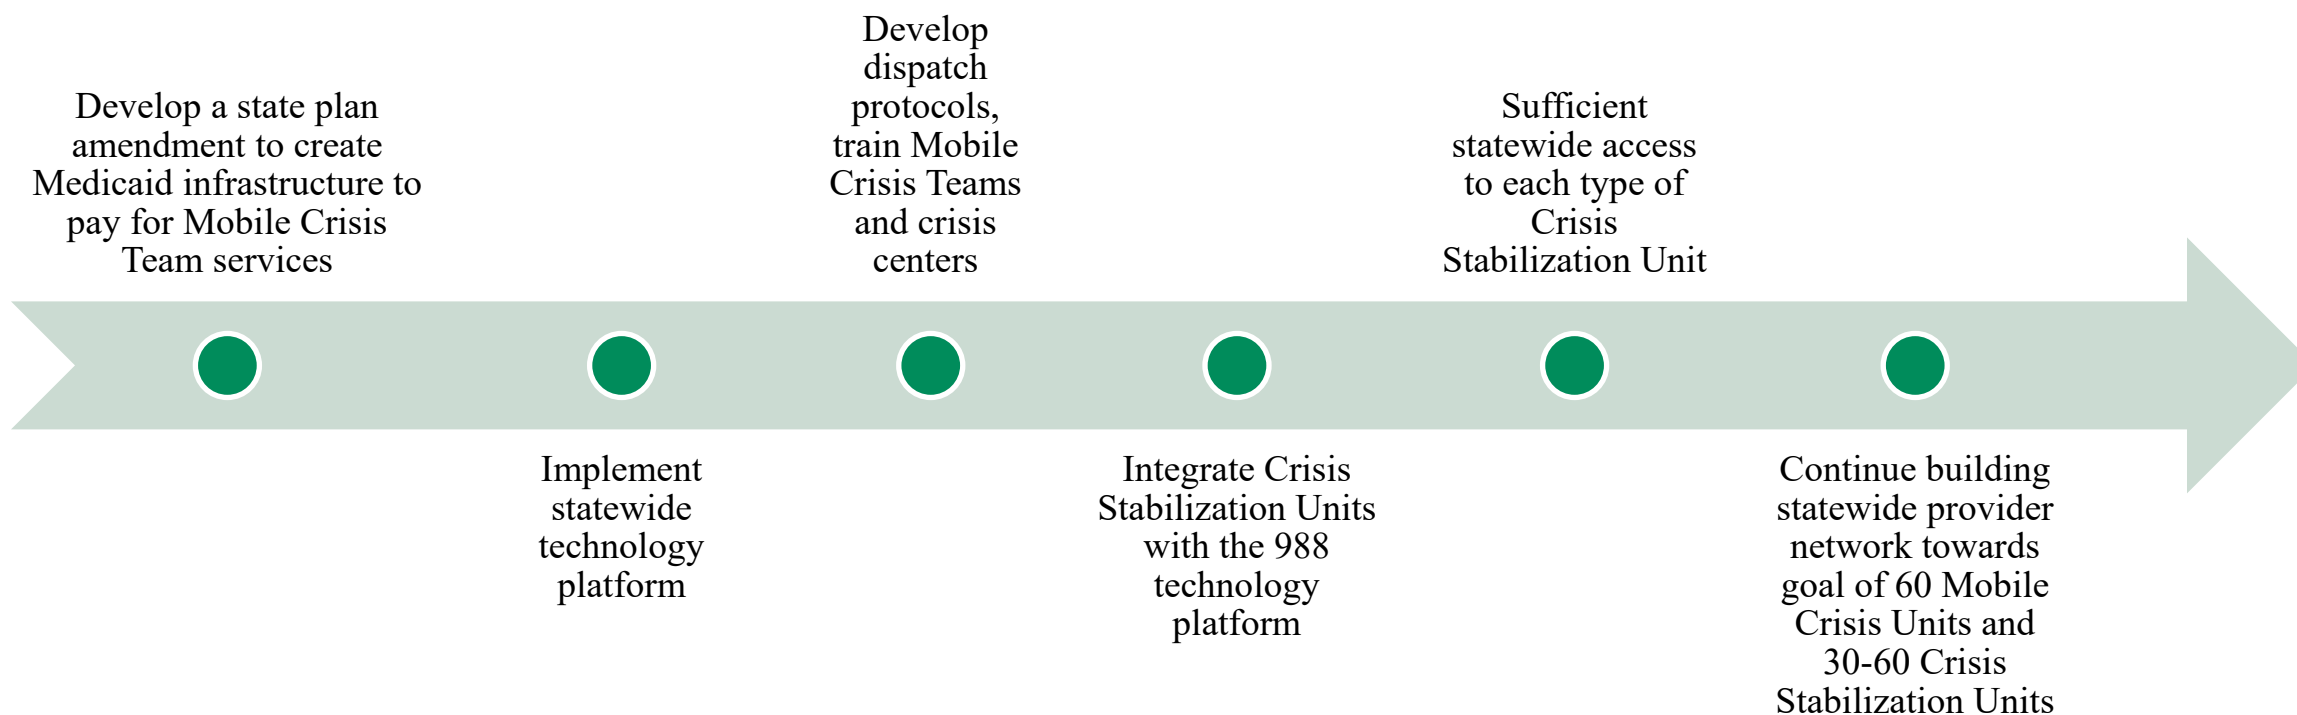 Develop a state plan
amendment to create
Medicaid infrastructure to
pay for Mobile Crisis
Team services
Implement
statewide
technology
platform
Develop
dispatch
protocols,
train Mobile
Crisis Teams
and crisis
centers
Integrate Crisis
Stabilization Units
with the 988
technology
platform
Sufficient
statewide access
to each type of
Crisis
Stabilization Unit
Continue building
statewide provider
network towards
goal of 60 Mobile
Crisis Units and
30-60 Crisis
Stabilization Units